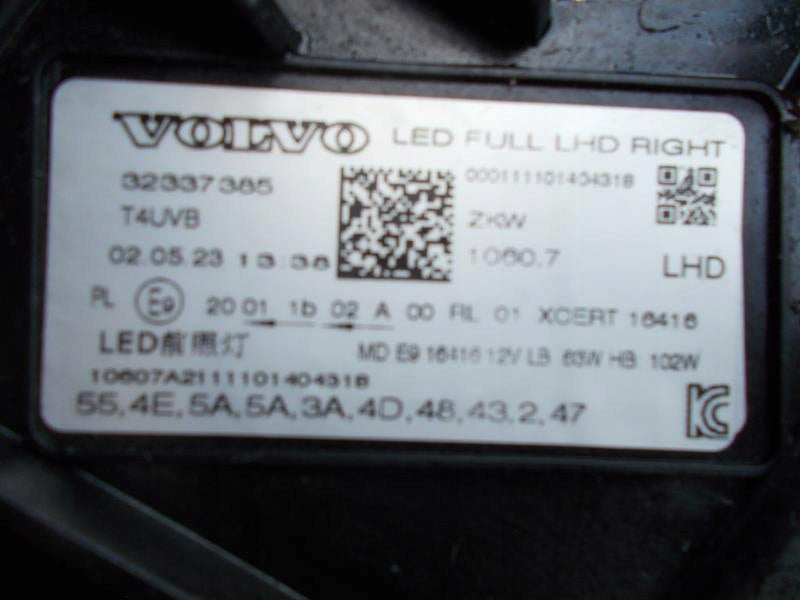 VOLVO LED FULL LHD RIGHT
32337385 000111101404318
T4UVB ZKW
02.05.23 13:38 1060.7 LHD
PL E9 20 01 1b 02 A 00 RL 01 XCERT 16416
LED前照灯 MD E9 16416 12V LB 63W HB 102W
10607A2111101404318
55,4E,5A,5A,3A,4D,48,43,2,47